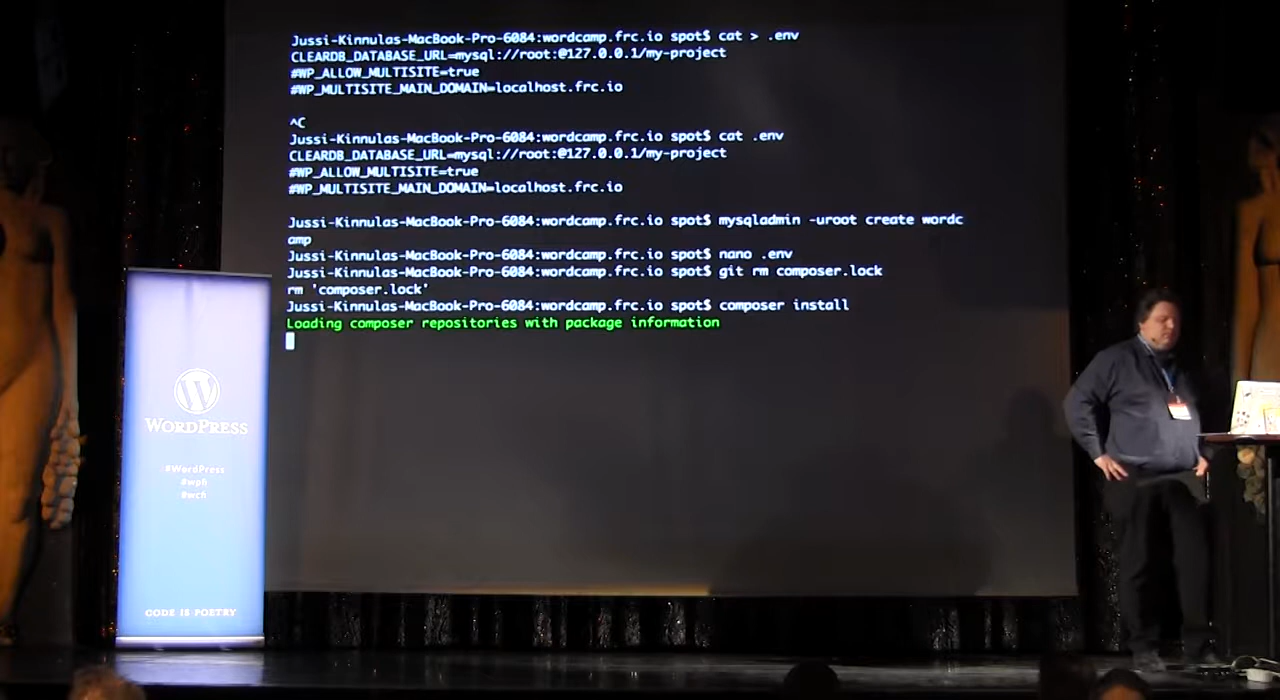 Jussi-Kinnulas-MacBook-Pro-6084:wordcamp.frc.io spot$ cat > .env
CLEARDB_DATABASE_URL=mysql://root:@127.0.0.1/my-project
#WP_ALLOW_MULTISITE=true
#WP_MULTISITE_MAIN_DOMAIN=localhost.frc.io
^C
Jussi-Kinnulas-MacBook-Pro-6084:wordcamp.frc.io spot$ cat .env
CLEARDB_DATABASE_URL=mysql://root:@127.0.0.1/my-project
#WP_ALLOW_MULTISITE=true
#WP_MULTISITE_MAIN_DOMAIN=localhost.frc.io
Jussi-Kinnulas-MacBook-Pro-6084:wordcamp.frc.io spot$ mysqladmin -uroot create wordc
amp
Jussi-Kinnulas-MacBook-Pro-6084:wordcamp.frc.io spot$ nano .env
Jussi-Kinnulas-MacBook-Pro-6084:wordcamp.frc.io spot$ git rm composer.lock
rm 'composer.lock'
Jussi-Kinnulas-MacBook-Pro-6084:wordcamp.frc.io spot$ composer install
Loading composer repositories with package information
W
WORDPRESS
#WordPress
#wpfi
#wcfi
CODE IS POETRY